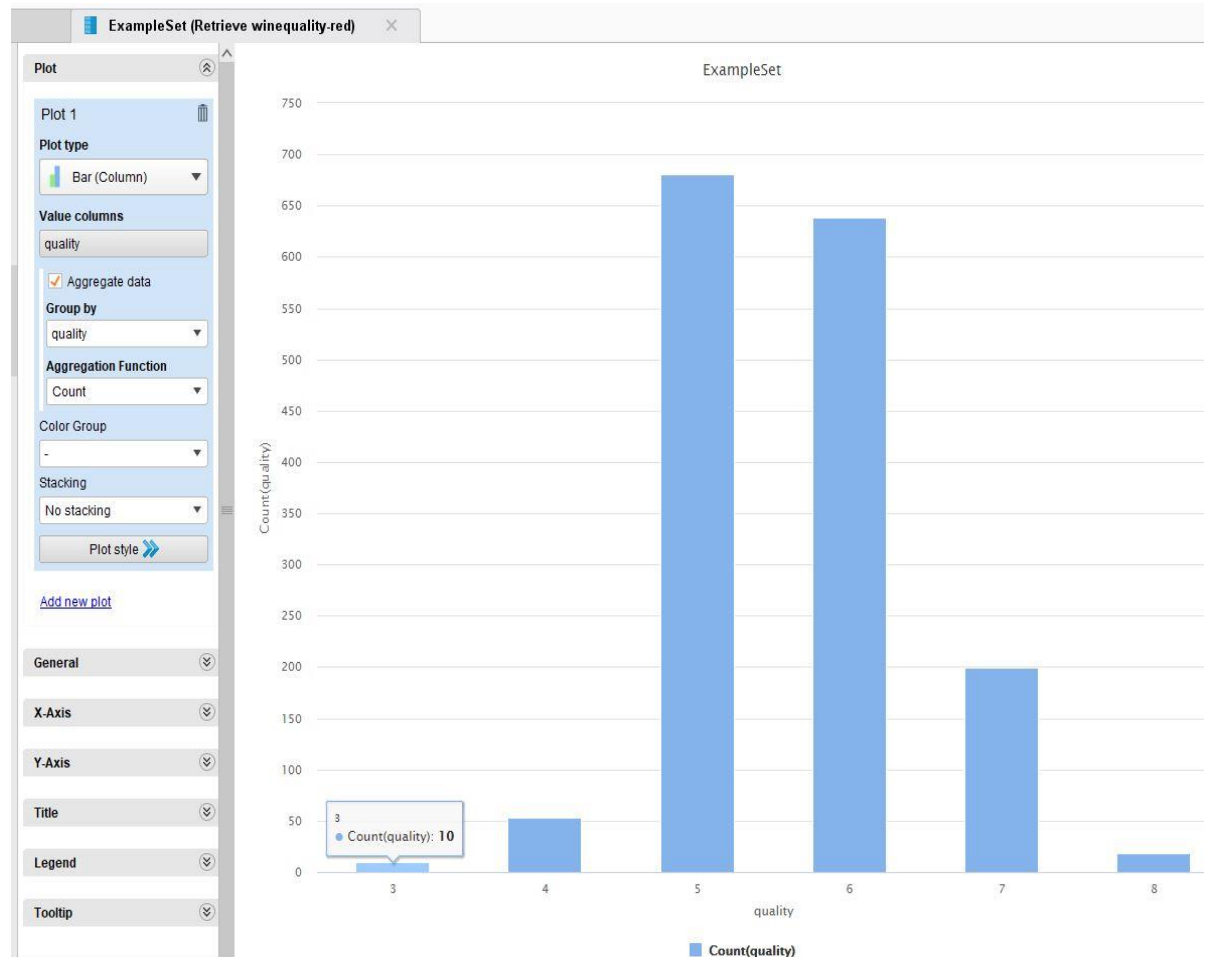 ExampleSet (Retrieve winequality-red)
Plot
Plot 1
Plot type
Bar (Column)
Value columns
quality
Aggregate data
Group by
quality
Aggregation Function
Count
Color Group
-
Stacking
No stacking
Plot style
Add new plot
General
X-Axis
Y-Axis
Title
Legend
Tooltip
ExampleSet
750
700
650
600
550
500
450
400
350
300
250
200
150
100
50
0
Count(quality)
3
Count(quality): 10
3
4
5
6
7
8
quality
Count(quality)